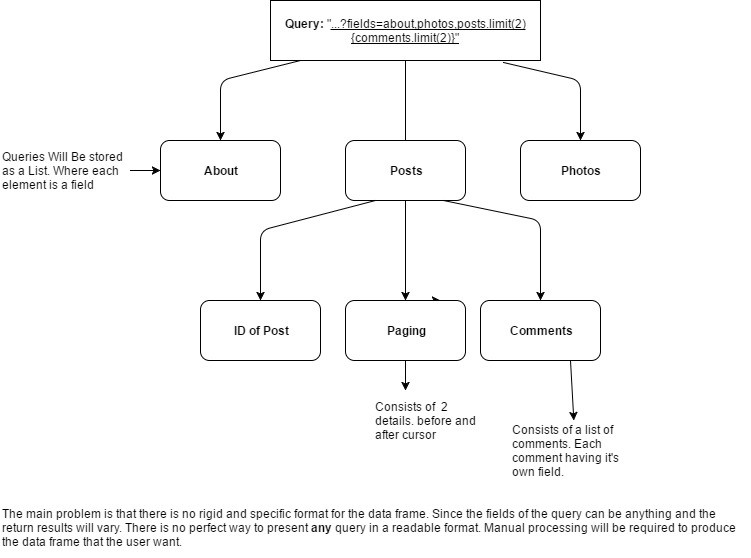 Query: "...?fields=about,photos,posts.limit(2)
{comments.limit(2)}"
Queries Will Be stored
as a List. Where each
element is a field
About
Posts
Photos
ID of Post
Paging
Comments
Consists of 2
details. before and
after cursor
Consists of a list of
comments. Each
comment having it's
own field.
The main problem is that there is no rigid and specific format for the data frame. Since the fields of the query can be anything and the
return results will vary. There is no perfect way to present any query in a readable format. Manual processing will be required to produce
the data frame that the user want.